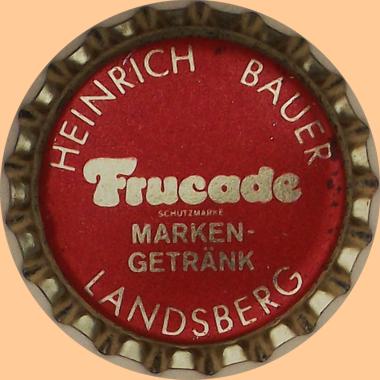 HEINRICH BAUER
Frucade
SCHUTZMARKE
MARKEN-
GETRÄNK
LANDSBERG